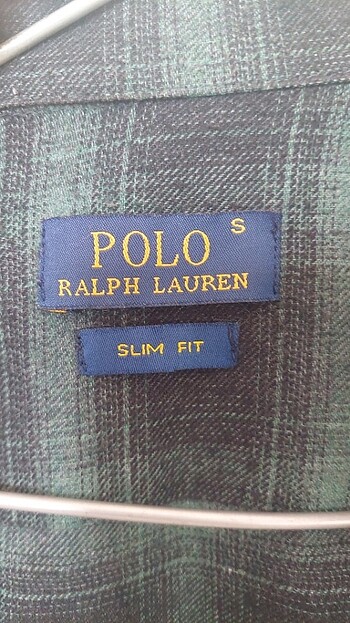 S
POLO
RALPH LAUREN
SLIM FIT